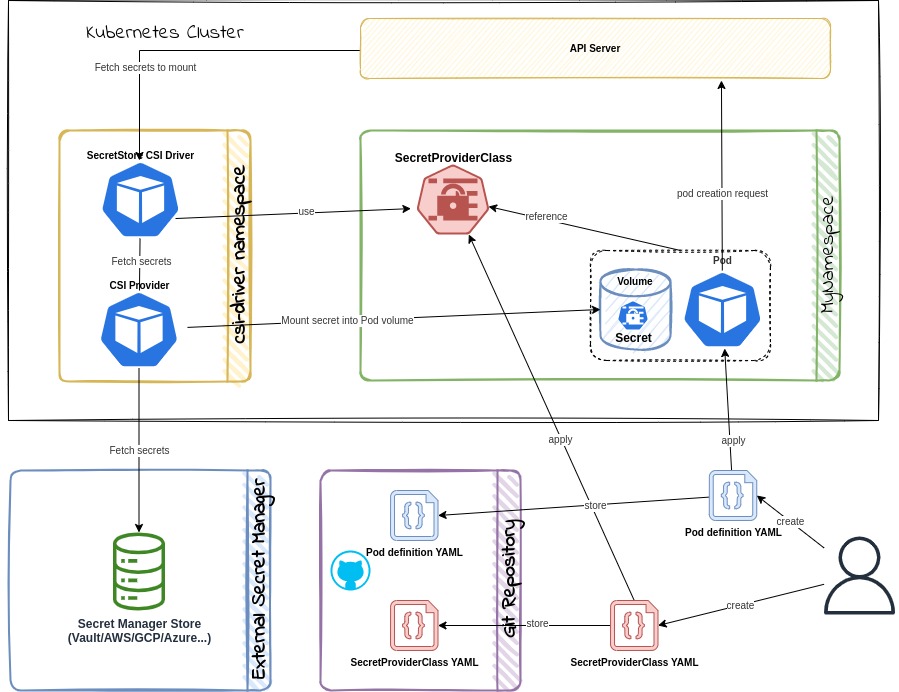 Kubernetes Cluster
API Server
Fetch secrets to mount
SecretStore CSI Driver
csi-driver namespace
Fetch secrets
CSI Provider
use
SecretProviderClass
reference
pod creation request
MyNamespace
Pod
Volume
Secret
Mount secret into Pod volume
Fetch secrets
apply
apply
External Secret Manager
Secret Manager Store
(Vault/AWS/GCP/Azure...)
Git Repository
Pod definition YAML
SecretProviderClass YAML
store
store
Pod definition YAML
create
create
SecretProviderClass YAML